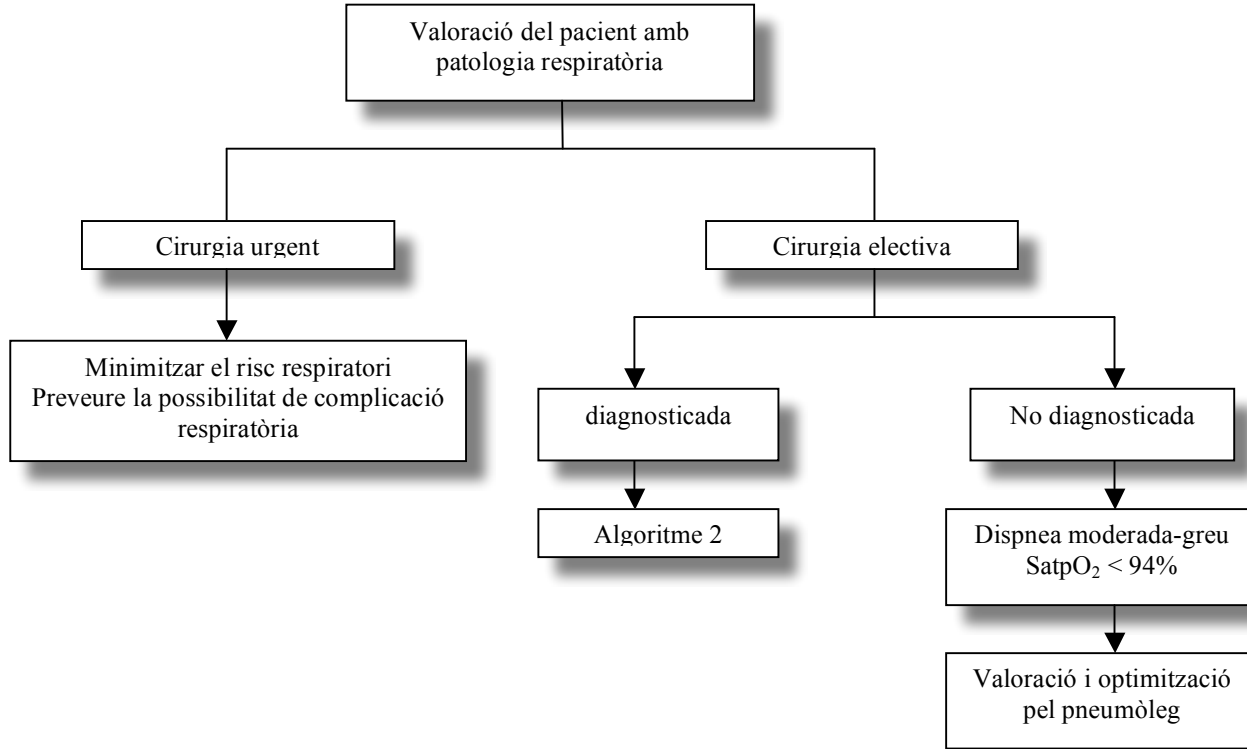 Valoració del pacient amb
patologia respiratòria
Cirurgia urgent
Cirurgia electiva
Minimitzar el risc respiratori
Preveure la possibilitat de complicació
respiratòria
diagnosticada
No diagnosticada
Algoritme 2
Dispnea moderada-greu
SatpO₂ < 94%
Valoració i optimització
pel pneumòleg